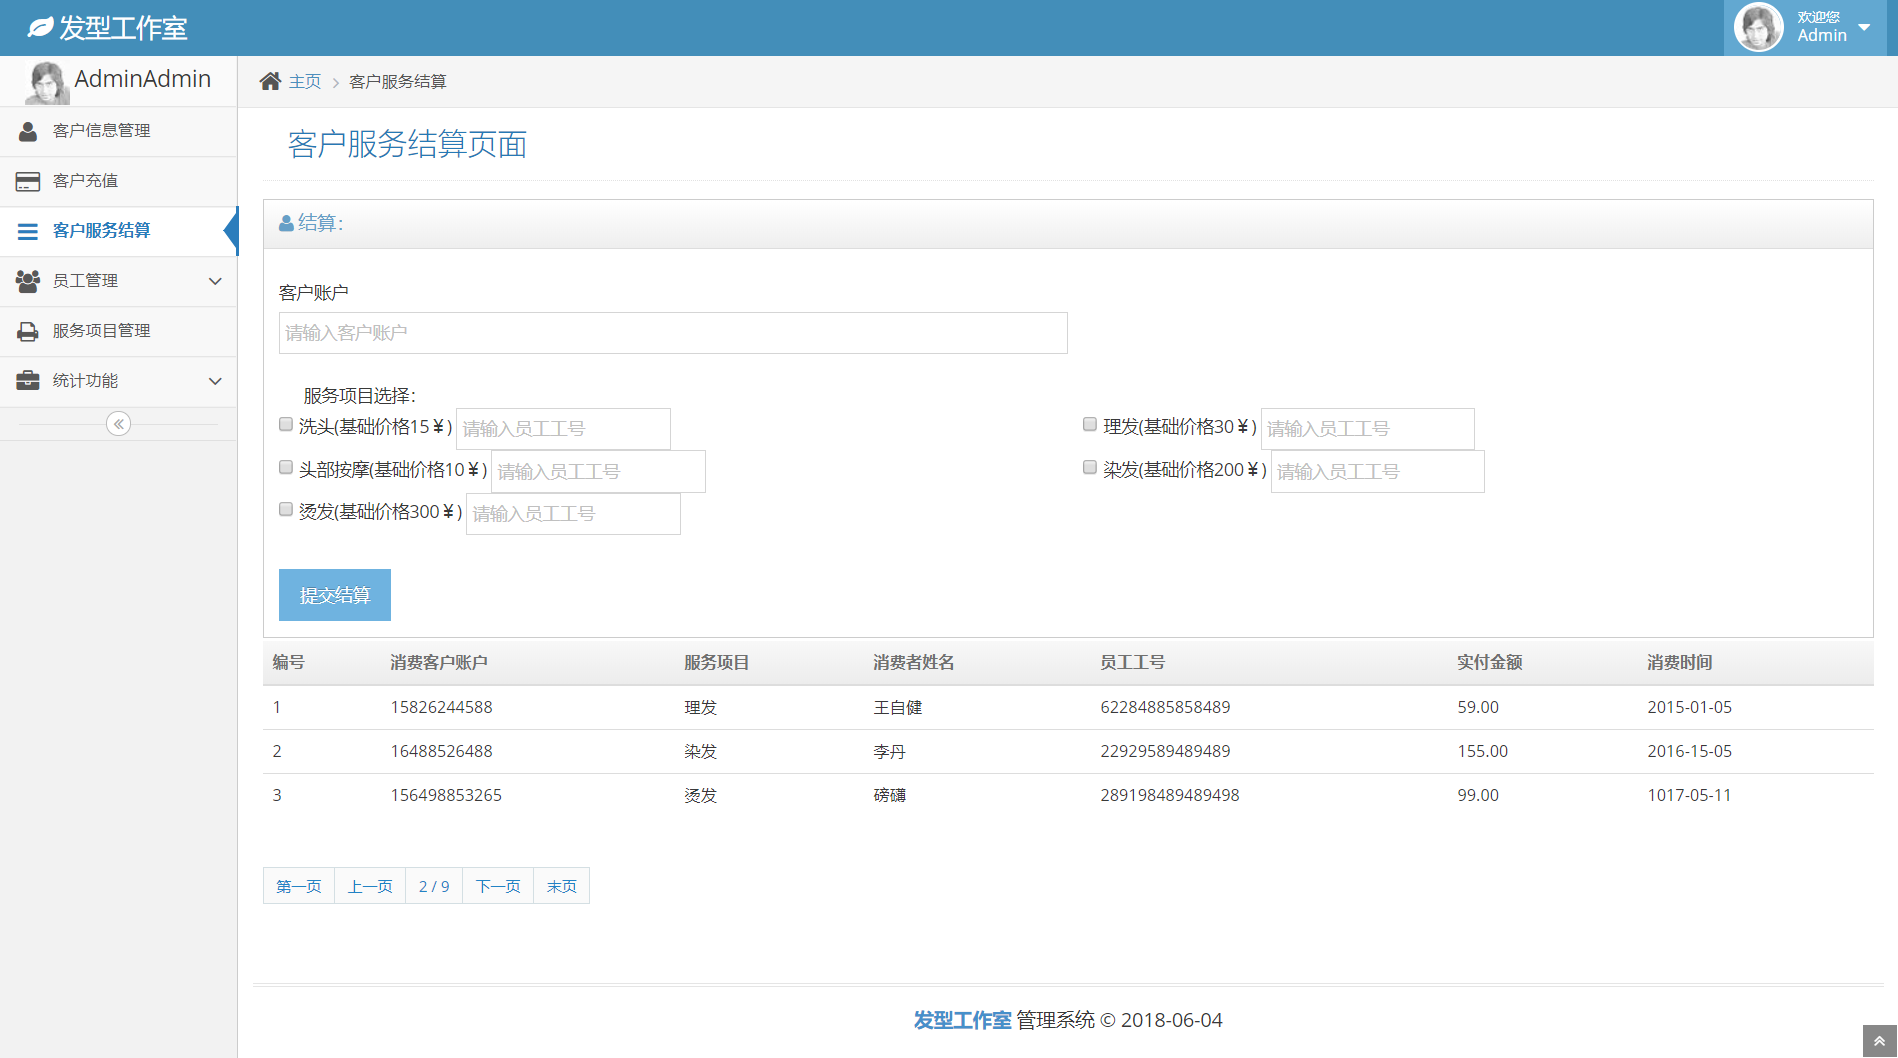 发型工作室
欢迎您
Admin
AdminAdmin
主页 客户服务结算
客户信息管理
客户充值
客户服务结算
员工管理
服务项目管理
统计功能
客户服务结算页面
结算：
客户账户
请输入客户账户
服务项目选择：
洗头(基础价格15￥) 请输入员工工号 理发(基础价格30￥) 请输入员工工号
头部按摩(基础价格10￥) 请输入员工工号 染发(基础价格200￥) 请输入员工工号
烫发(基础价格300￥) 请输入员工工号
提交结算
编号 消费客户账户 服务项目 消费者姓名 员工工号 实付金额 消费时间
1 15826244588 理发 王自健 62284885858489 59.00 2015-01-05
2 16488526488 染发 李丹 22929589489489 155.00 2016-15-05
3 156498853265 烫发 289198489489498 99.00 1017-05-11
第一页 上一页 2 / 9 下一页 末页
发型工作室 管理系统 © 2018-06-04